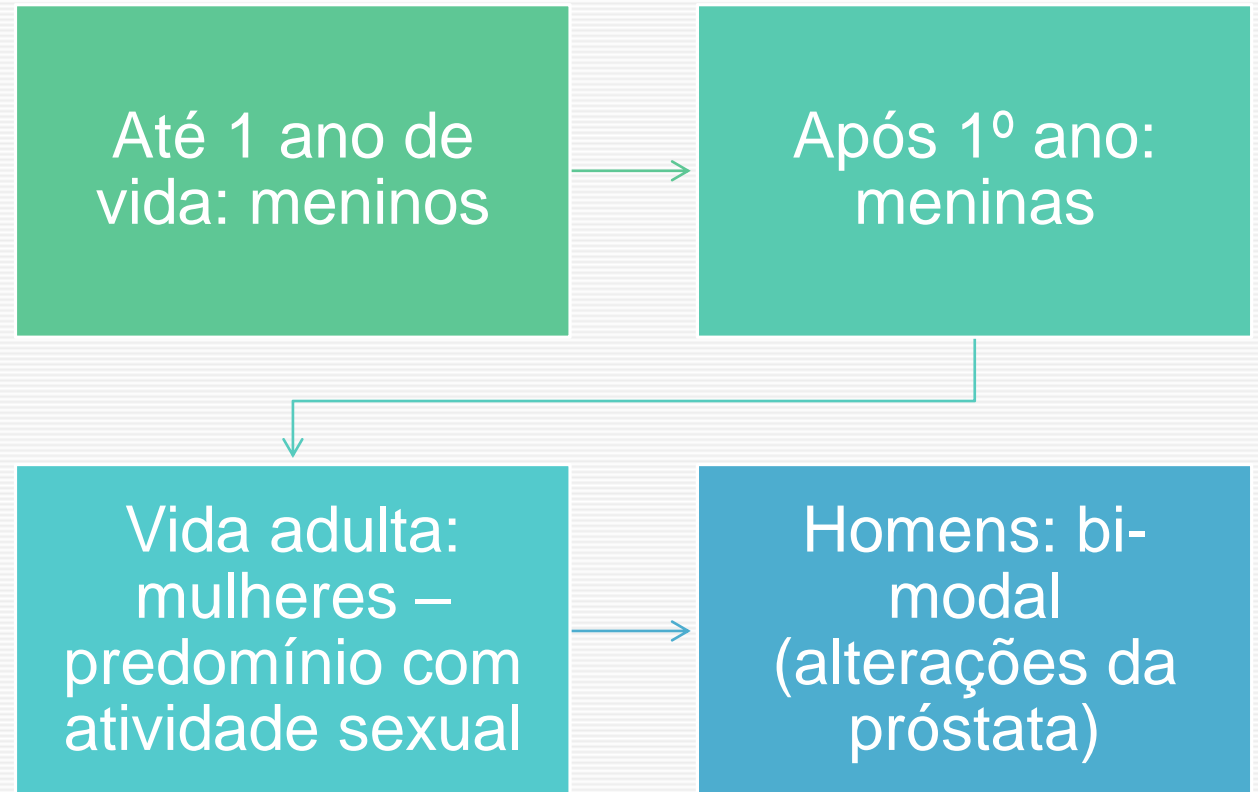 Até 1 ano de
vida: meninos
Após 1º ano:
meninas
Vida adulta:
mulheres –
predomínio com
atividade sexual
Homens: bi-
modal
(alterações da
próstata)